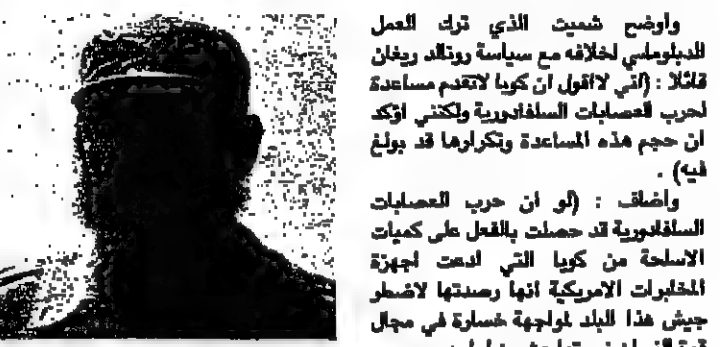 واوضح شميت الذي ترك العمل
الدبلوماسي لخلافه مع سياسة رونالد ريغان
قائلا : (انني لااقول ان كوبا لاتقدم مساعدة
لحرب العصابات السلفادورية ولكنني اؤكد
ان حجم هذه المساعدة وتكرارها قد بولغ
فيه) .
واضاف : (لو ان حرب العصابات
السلفادورية قد حصلت بالفعل على كميات
الاسلحة من كوبا التي ادعت اجهزة
المخابرات الامريكية انها رصدتها لاضطر
جيش هذا البلد لمواجهة خسارة في مجال